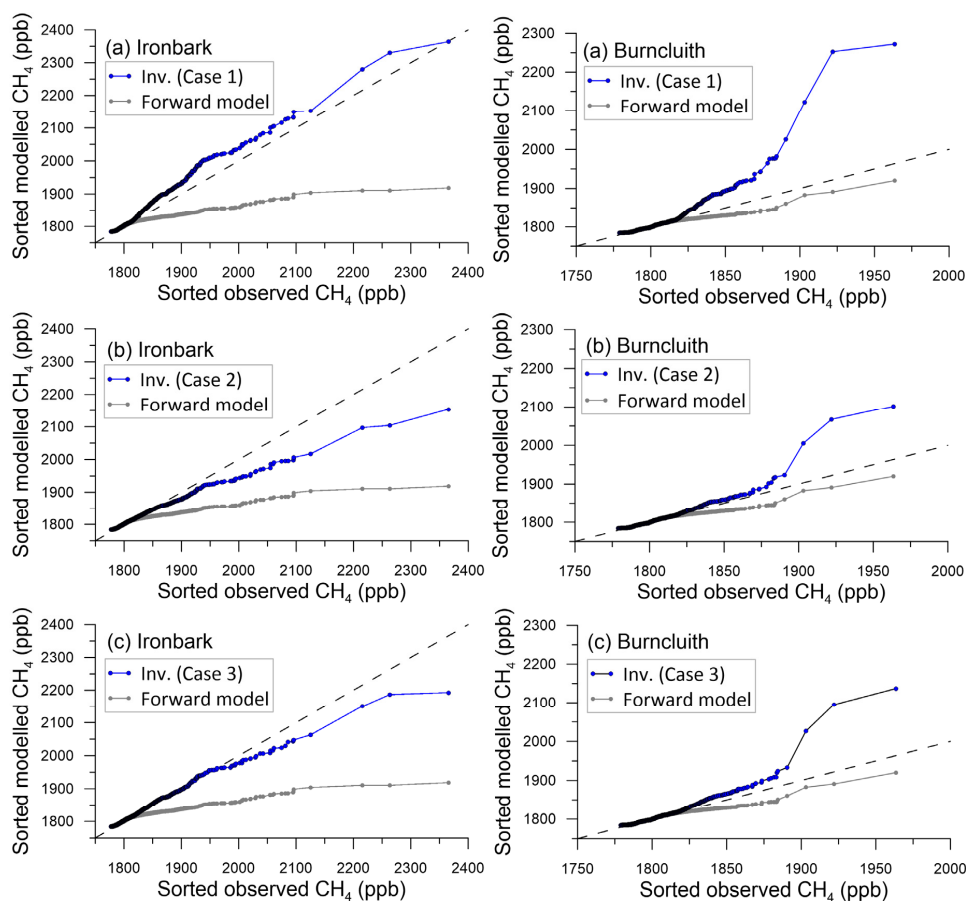 (a) Ironbark
Inv. (Case 1)
Forward model
Sorted modelled CH4 (ppb)
2400
2300
2200
2100
2000
1900
1800
1800 1900 2000 2100 2200 2300 2400
Sorted observed CH4 (ppb)
(a) Burncluith
Inv. (Case 1)
Forward model
Sorted modelled CH4 (ppb)
2300
2200
2100
2000
1900
1800
1750 1800 1850 1900 1950 2000
Sorted observed CH4 (ppb)
(b) Ironbark
Inv. (Case 2)
Forward model
Sorted modelled CH4 (ppb)
2400
2300
2200
2100
2000
1900
1800
1800 1900 2000 2100 2200 2300 2400
Sorted observed CH4 (ppb)
(b) Burncluith
Inv. (Case 2)
Forward model
Sorted modelled CH4 (ppb)
2300
2200
2100
2000
1900
1800
1750 1800 1850 1900 1950 2000
Sorted observed CH4 (ppb)
(c) Ironbark
Inv. (Case 3)
Forward model
Sorted modelled CH4 (ppb)
2400
2300
2200
2100
2000
1900
1800
1800 1900 2000 2100 2200 2300 2400
Sorted observed CH4 (ppb)
(c) Burncluith
Inv. (Case 3)
Forward model
Sorted modelled CH4 (ppb)
2300
2200
2100
2000
1900
1800
1750 1800 1850 1900 1950 2000
Sorted observed CH4 (ppb)